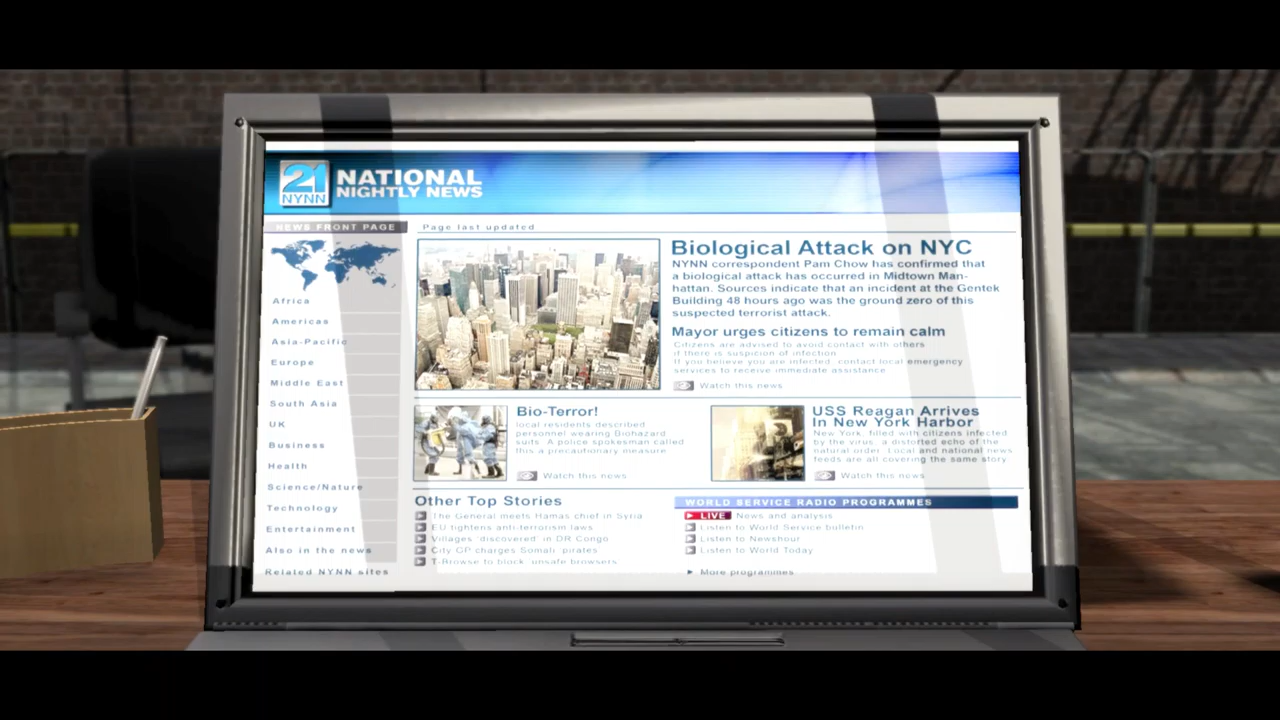 21
NYNN
NATIONAL
NIGHTLY NEWS
NEWS FRONT PAGE
Africa
Americas
Asia-Pacific
Europe
Middle East
South Asia
UK
Business
Health
Science/Nature
Technology
Entertainment
Also in the news
Related NYNN sites
Page last updated
Biological Attack on NYC
NYNN correspondent Pam Chow has confirmed that
a biological attack has occurred in Midtown Man-
hattan. Sources indicate that an incident at the Gentek
Building 48 hours ago was the ground zero of this
suspected terrorist attack.
Mayor urges citizens to remain calm
Citizens are advised to avoid contact with others
if there is suspicion of infection
If you believe you are infected, contact local emergency
services to receive immediate assistance
Watch this news
Bio-Terror!
local residents described
personnel wearing Biohazard
suits. A police spokesman called
this a precautionary measure
Watch this news
USS Reagan Arrives
In New York Harbor
New York, filled with citizens infected
by the virus, a distorted echo of the
natural order. Local and national news
feeds are all covering the same story
Watch this news
Other Top Stories
The General meets Hamas chief in Syria
EU tightens anti-terrorism laws
Villages 'discovered' in DR Congo
City GP charges Somali 'pirates'
T-Browse to block 'unsafe browsers'
WORLD SERVICE RADIO PROGRAMMES
LIVE News and analysis
Listen to World Service bulletin
Listen to Newshour
Listen to World Today
More programmes